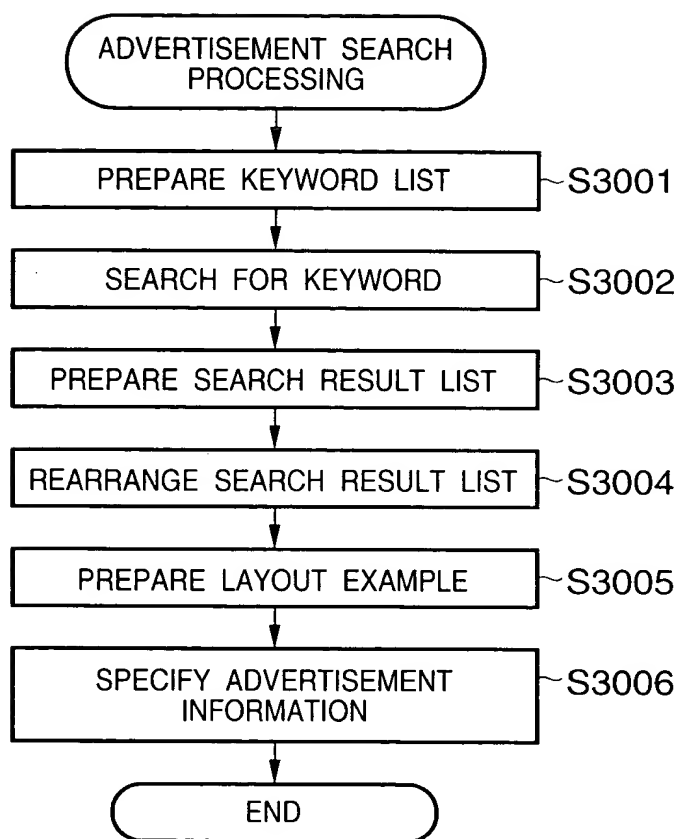 ADVERTISEMENT SEARCH
PROCESSING
PREPARE KEYWORD LIST ~S3001
SEARCH FOR KEYWORD ~S3002
PREPARE SEARCH RESULT LIST ~S3003
REARRANGE SEARCH RESULT LIST ~S3004
PREPARE LAYOUT EXAMPLE ~S3005
SPECIFY ADVERTISEMENT ~S3006
INFORMATION
END